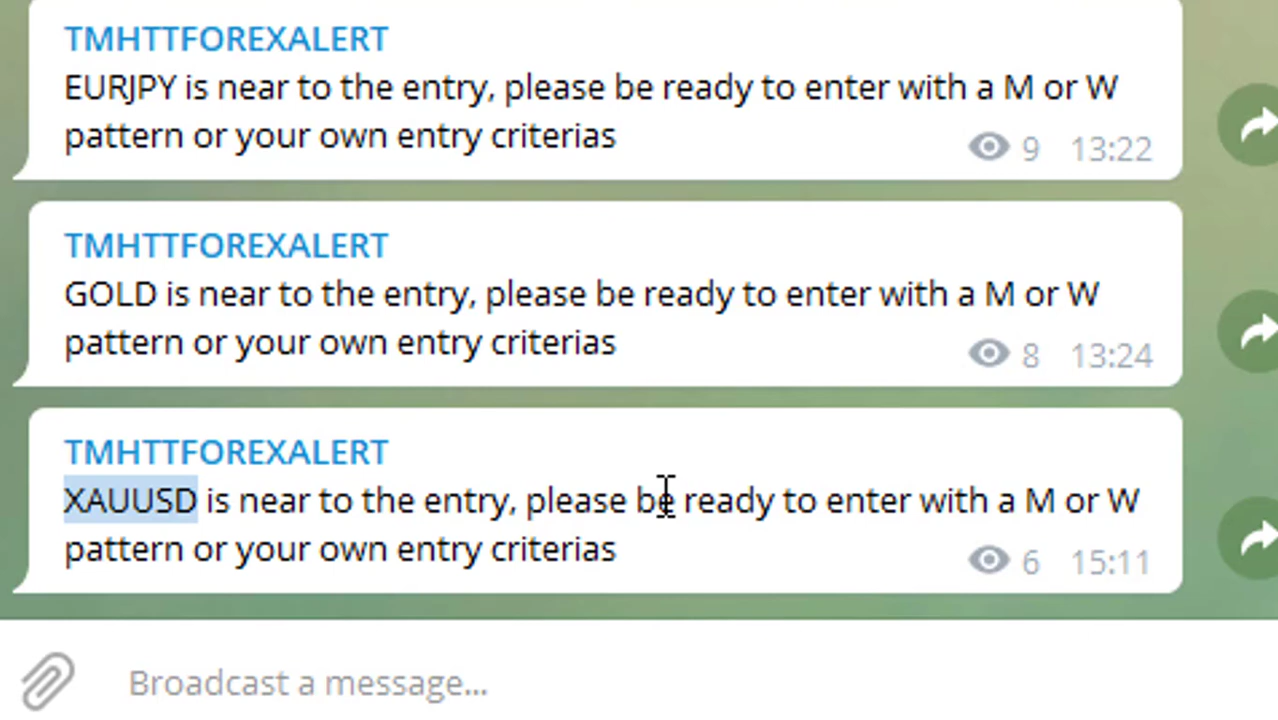 TMHTTFOREXALERT
EURJPY is near to the entry, please be ready to enter with a M or W
pattern or your own entry criterias
9 13:22
TMHTTFOREXALERT
GOLD is near to the entry, please be ready to enter with a M or W
pattern or your own entry criterias
8 13:24
TMHTTFOREXALERT
XAUUSD is near to the entry, please be ready to enter with a M or W
pattern or your own entry criterias
6 15:11
Broadcast a message...